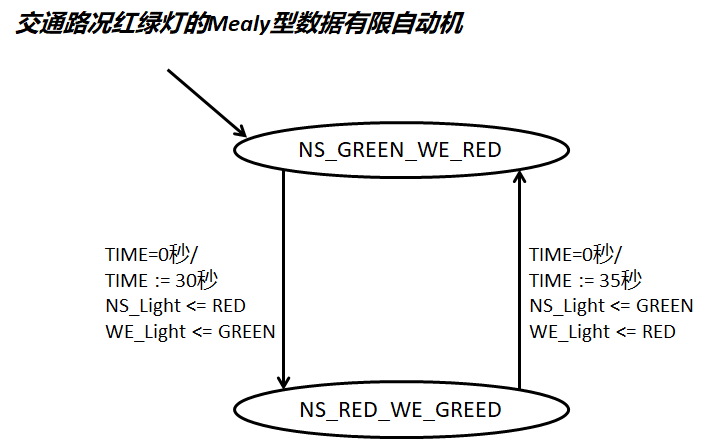 交通路况红绿灯的Mealy型数据有限自动机
NS_GREEN_WE_RED
TIME=0秒/
TIME := 30秒
NS_Light <= RED
WE_Light <= GREEN
TIME=0秒/
TIME := 35秒
NS_Light <= GREEN
WE_Light <= RED
NS_RED_WE_GREED